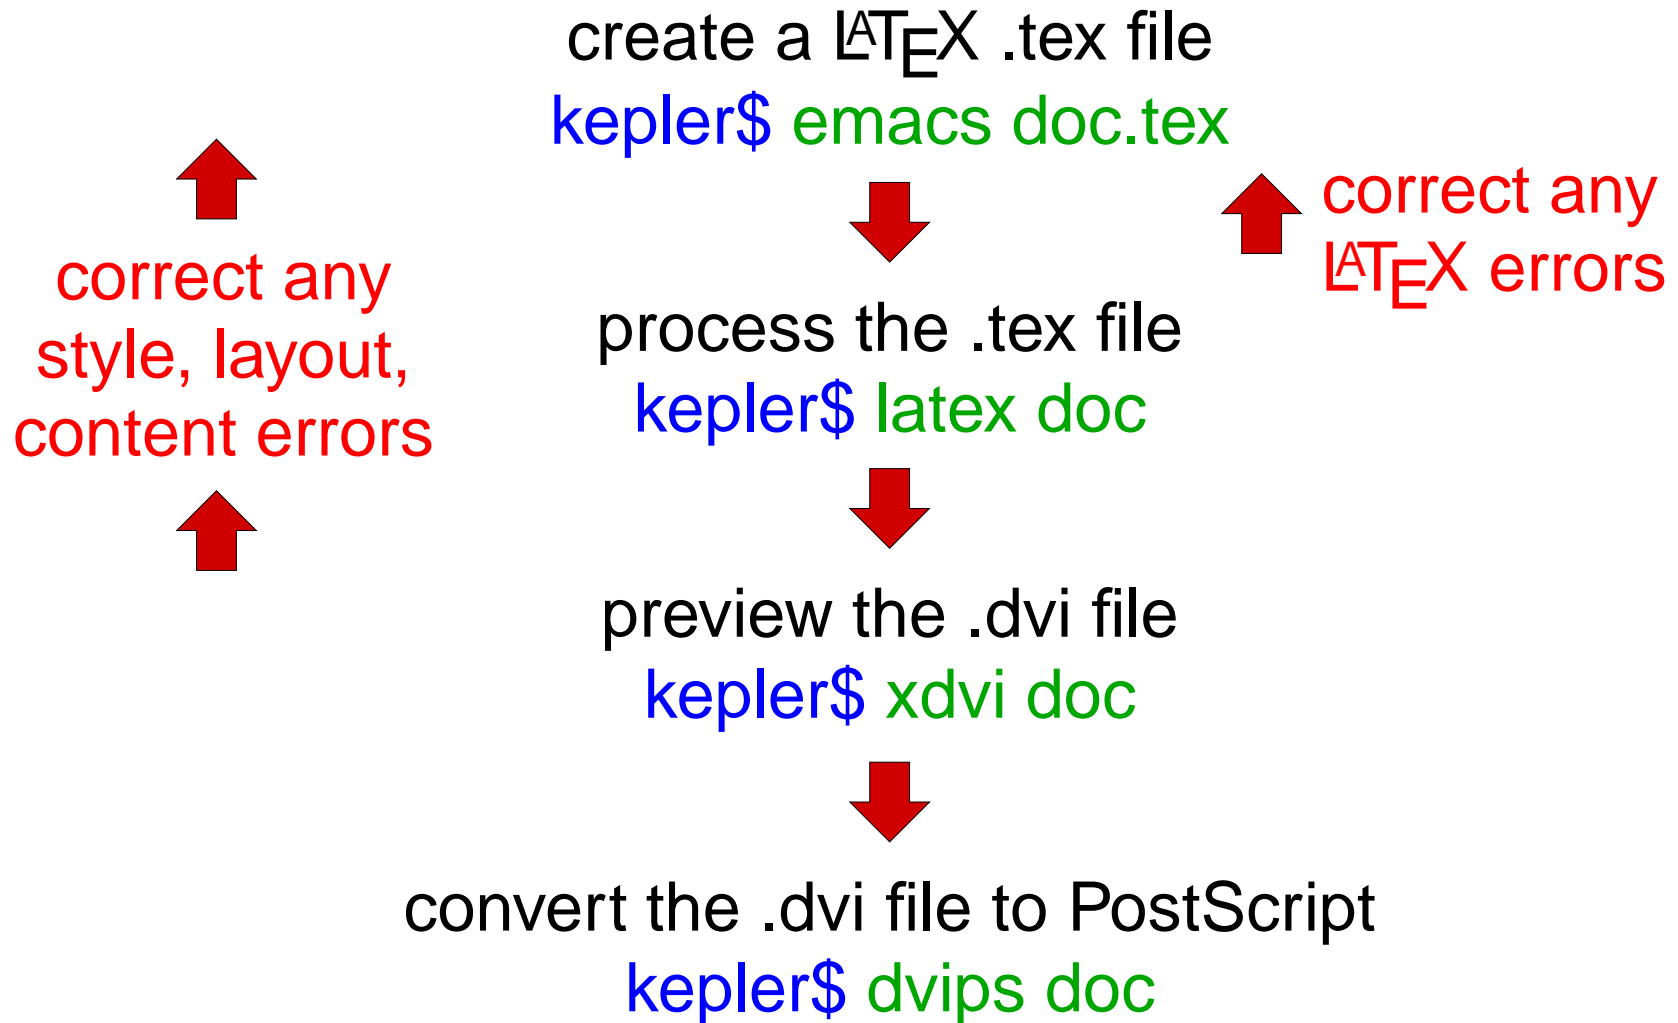 create a LATEX .tex file
kepler$ emacs doc.tex
correct any
LATEX errors
correct any
style, layout,
content errors
process the .tex file
kepler$ latex doc
preview the .dvi file
kepler$ xdvi doc
convert the .dvi file to PostScript
kepler$ dvips doc